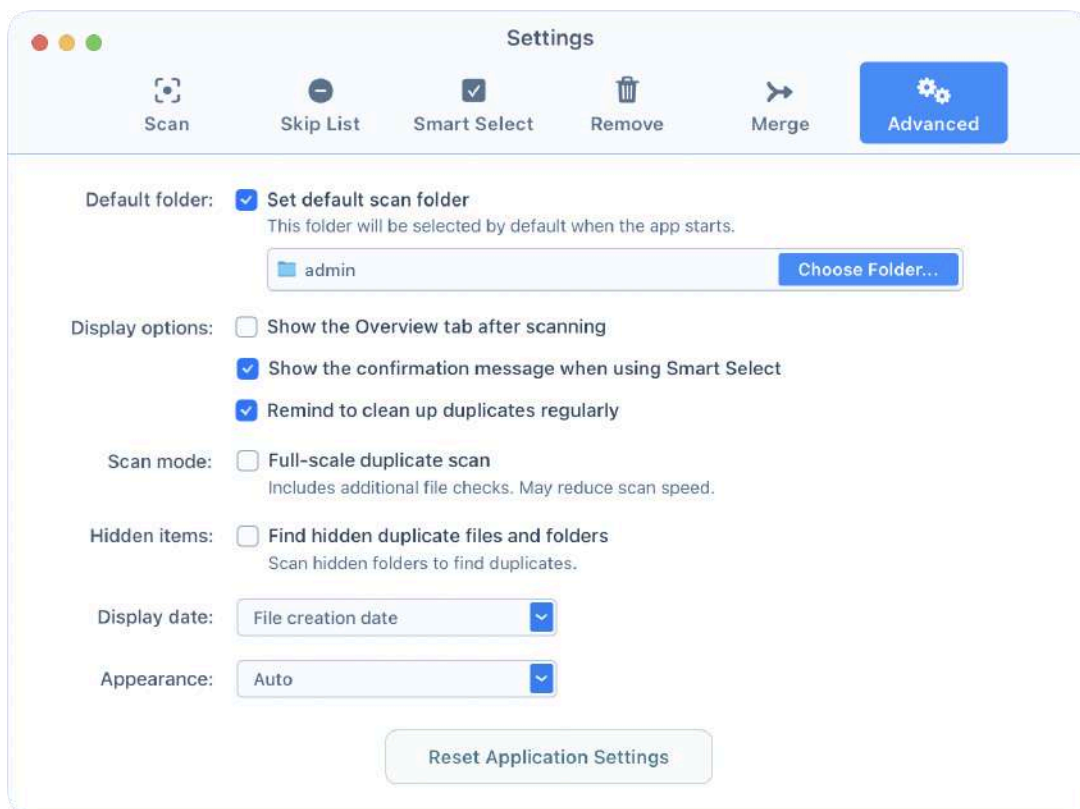 Settings
Scan
Skip List
Smart Select
Remove
Merge
Advanced
Default folder:
Set default scan folder
This folder will be selected by default when the app starts.
admin
Choose Folder...
Display options:
Show the Overview tab after scanning
Show the confirmation message when using Smart Select
Remind to clean up duplicates regularly
Scan mode:
Full-scale duplicate scan
Includes additional file checks. May reduce scan speed.
Hidden items:
Find hidden duplicate files and folders
Scan hidden folders to find duplicates.
Display date:
File creation date
Appearance:
Auto
Reset Application Settings